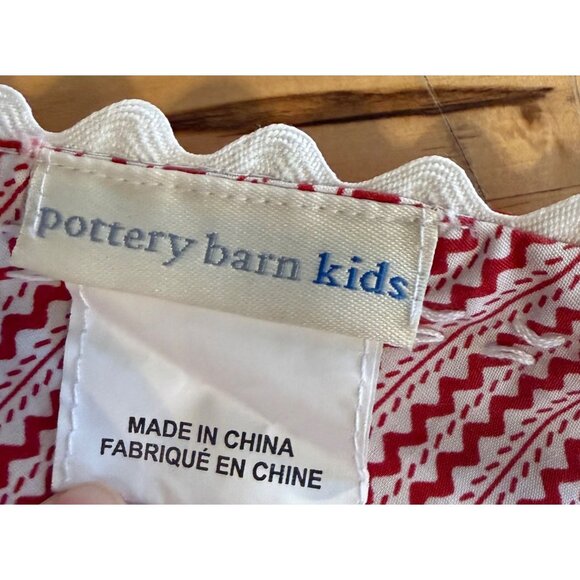 pottery barn kids
MADE IN CHINA
FABRIQUÉ EN CHINE